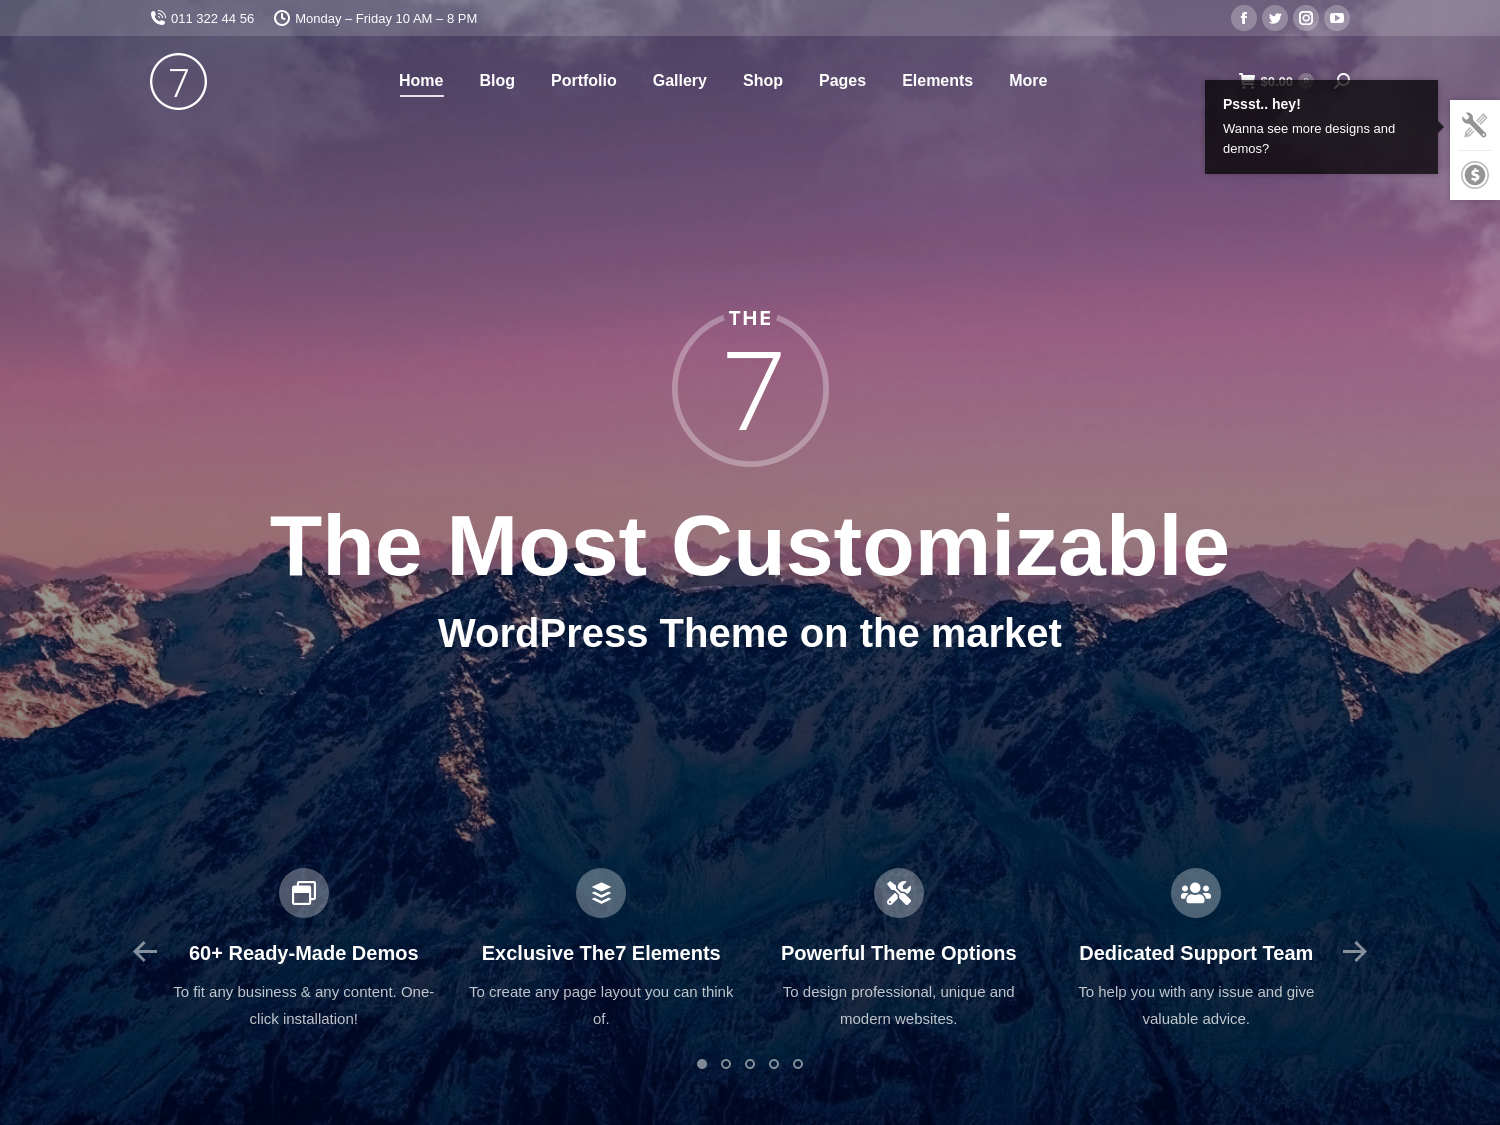 011 322 44 56 Monday – Friday 10 AM – 8 PM
7
Home Blog Portfolio Gallery Shop Pages Elements More
$0.00 0
Pssst.. hey!
Wanna see more designs and
demos?
THE
7
The Most Customizable
WordPress Theme on the market
60+ Ready-Made Demos
To fit any business & any content. One-
click installation!
Exclusive The7 Elements
To create any page layout you can think
of.
Powerful Theme Options
To design professional, unique and
modern websites.
Dedicated Support Team
To help you with any issue and give
valuable advice.